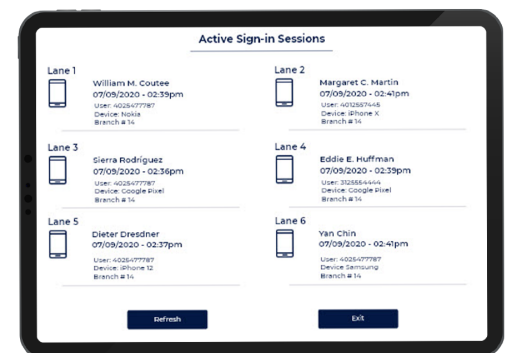 Active Sign-in Sessions
Lane 1
William M. Coutee
07/09/2020 - 02:39pm
User: 4025477787
Device: Nokia
Branch # 14
Lane 2
Margaret C. Martin
07/09/2020 - 02:41pm
User: 4012557445
Device: iPhone X
Branch # 14
Lane 3
Sierra Rodriguez
07/09/2020 - 02:36pm
User: 4025477787
Device: Google Pixel
Branch # 14
Lane 4
Eddie E. Huffman
07/09/2020 - 02:39pm
User: 3125554444
Device: Google Pixel
Branch # 14
Lane 5
Dieter Dresdner
07/09/2020 - 02:37pm
User: 4025477787
Device: iPhone 12
Branch # 14
Lane 6
Yan Chin
07/09/2020 - 02:41pm
User: 4025477787
Device Samsung
Branch # 14
Refresh
Exit